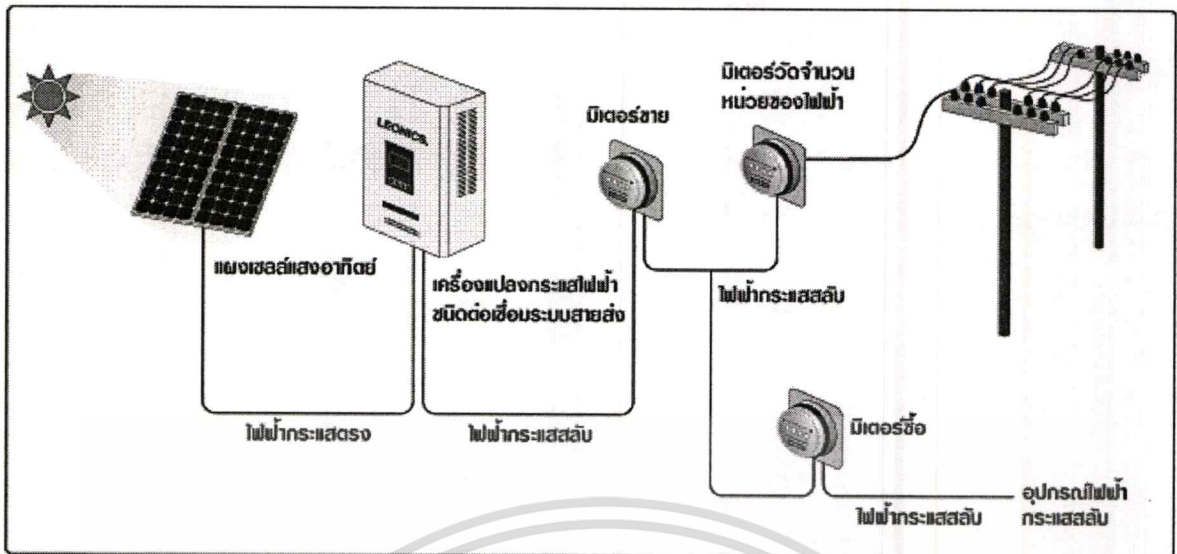 มิเตอร์วัดจำนวน
หน่วยของไฟฟ้า
มิเตอร์ขาย
LEONICS
แผงเซลล์แสงอาทิตย์
เครื่องแปลงกระแสไฟฟ้า
ชนิดต่อเชื่อมระบบสายส่ง
ไฟฟ้ากระแสสลับ
ไฟฟ้ากระแสตรง
ไฟฟ้ากระแสสลับ
มิเตอร์ซื้อ
ไฟฟ้ากระแสสลับ
อุปกรณ์ไฟฟ้า
กระแสสลับ